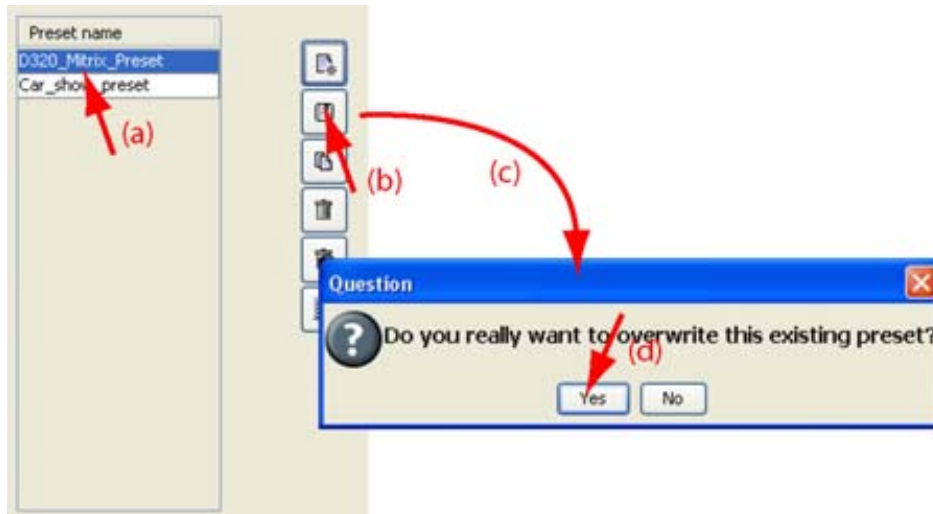 Preset name
D320_Mitrix_Preset
Car_show_preset
(a)
(b)
(c)
Question
Do you really want to overwrite this existing preset?
(d)
Yes
No